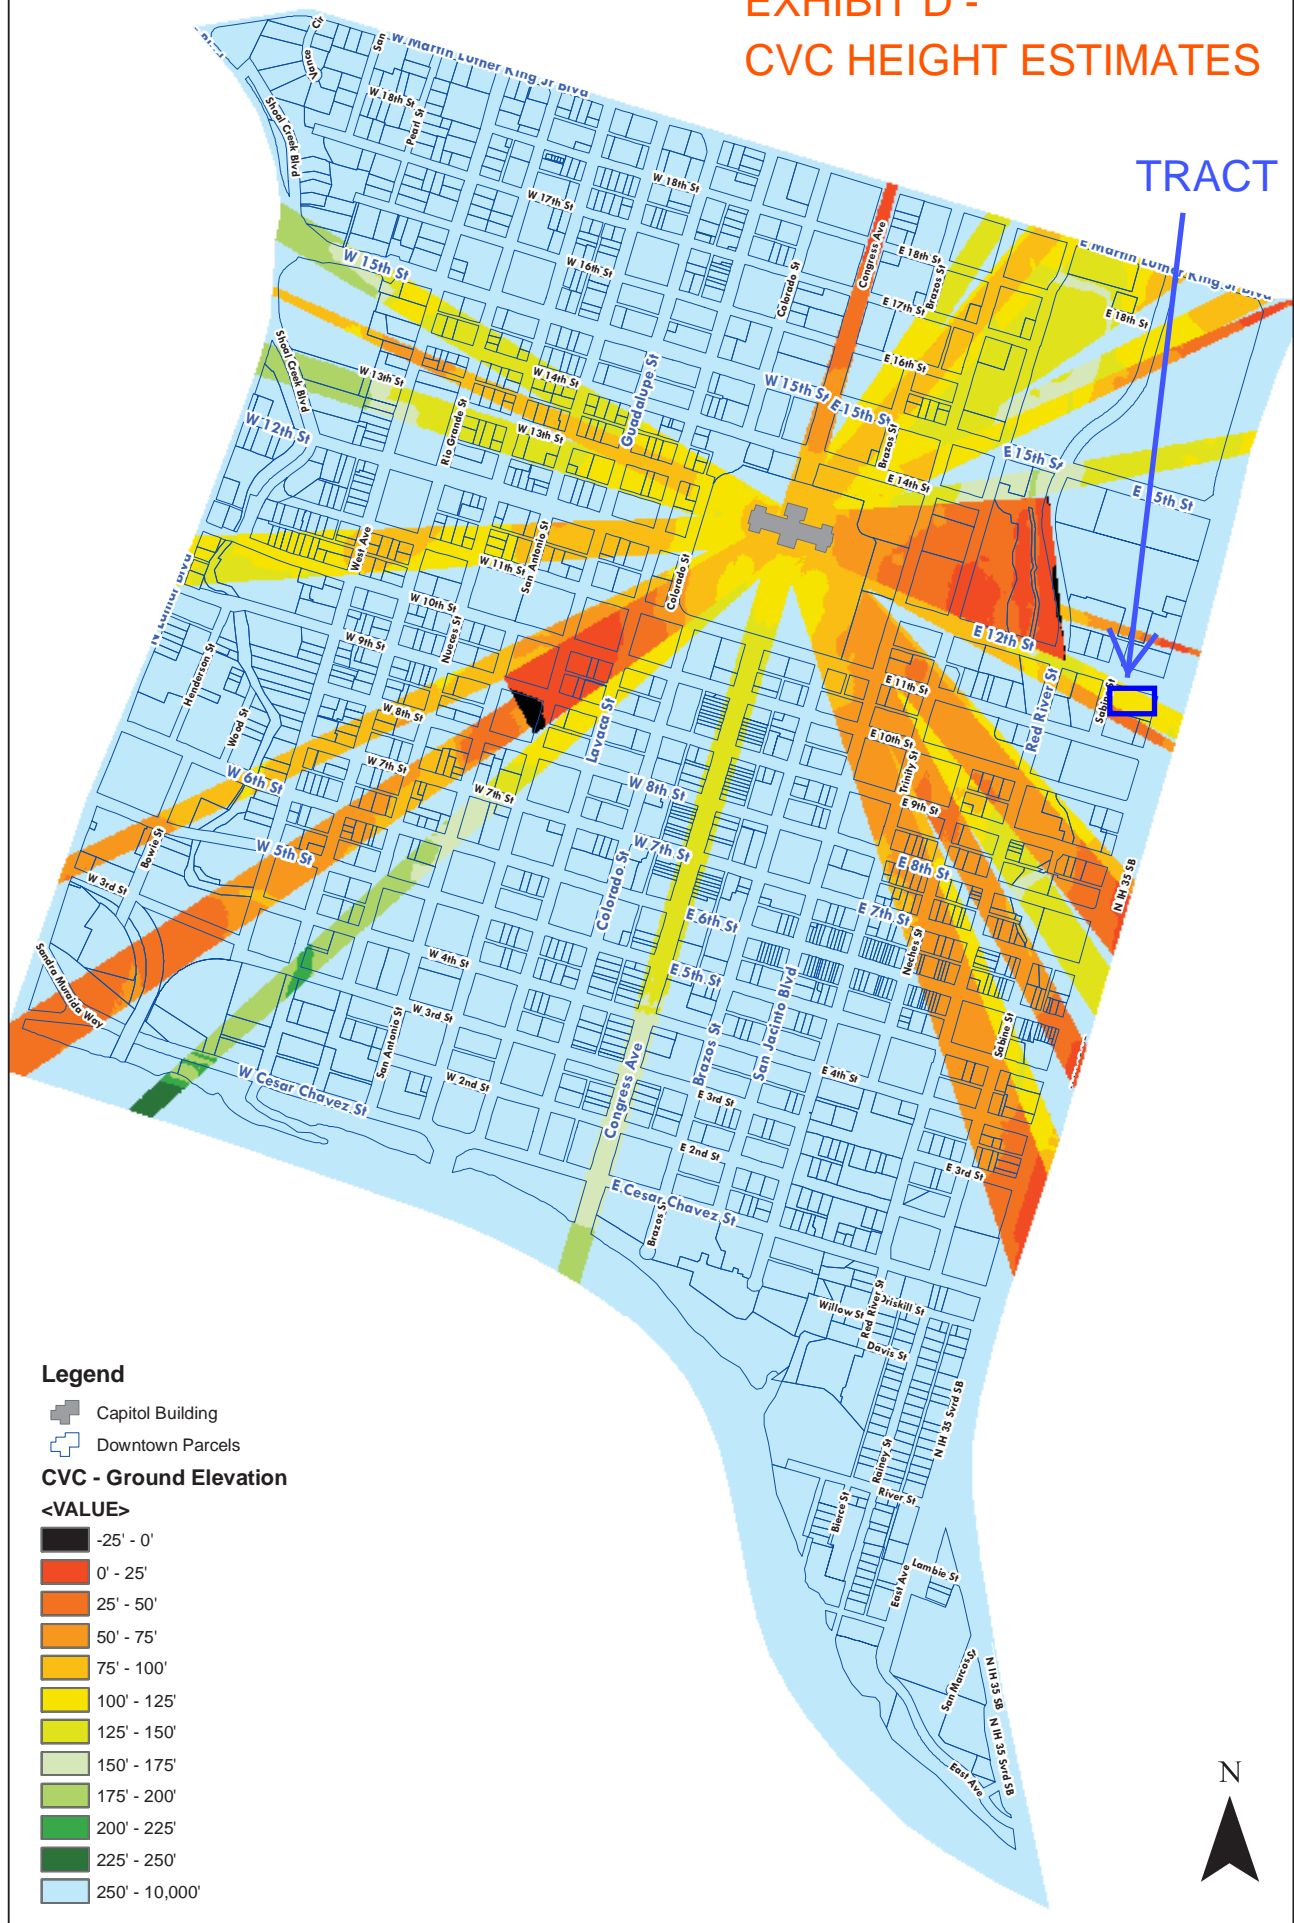 EXHIBIT D -
CVC HEIGHT ESTIMATES
TRACT
Blvd
Cir
Vance
San
W Martin Luther King Jr Blvd
W 18th St
Pearl St
Shoal Creek Blvd
W 18th St
W 17th St
W 16th St
W 15th St
Colorado St
Congress Ave
E 18th St
Brazos St
E 17th St
E Martin Luther King Jr Blvd
E 18th St
E 16th St
Shoal Creek Blvd
W 13th St
W 14th St
Guadalupe St
W 15th St
E 15th St
W 12th St
Rio Grande St
W 13th St
Brazos St
E 14th St
E 15th St
E 15th St
West Ave
San Antonio St
W 11th St
Colorado St
N Lamar Blvd
W 10th St
W 9th St
Nueces St
E 12th St
Henderson St
Wood St
W 8th St
E 11th St
Red River St
Sabine St
Lavaca St
E 10th St
Trinity St
W 7th St
W 6th St
W 7th St
W 8th St
E 9th St
Bowie St
W 5th St
W 7th St
E 8th St
W 3rd St
Colorado St
E 6th St
E 7th St
N IH 35 SB
Neches St
W 4th St
E 5th St
Sandra Muraida Way
San Antonio St
W 3rd St
San Jacinto Blvd
Brazos St
Sabine St
W Cesar Chavez St
W 2nd St
Congress Ave
E 4th St
E 3rd St
E 2nd St
E 3rd St
E Cesar Chavez St
Brazos St
Willow St
Red River St
Driskill St
Davis St
N IH 35 Svrd SB
Rainey St
River St
Bierce St
Lambie St
East Ave
San Marcos St
N IH 35 SB
N IH 35 Svrd SB
East Ave
Legend
Capitol Building
Downtown Parcels
CVC - Ground Elevation
<VALUE>
-25' - 0'
0' - 25'
25' - 50'
50' - 75'
75' - 100'
100' - 125'
125' - 150'
150' - 175'
175' - 200'
200' - 225'
225' - 250'
250' - 10,000'
N